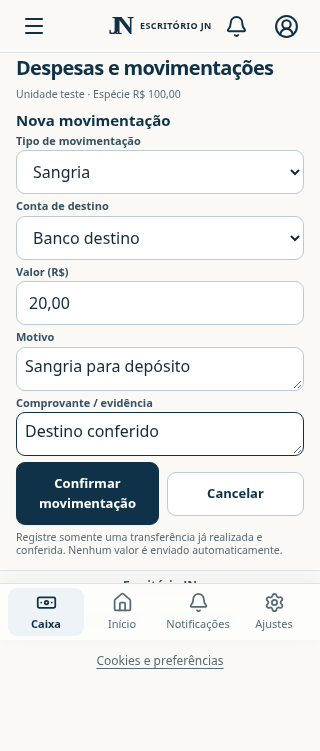 JN ESCRITÓRIO JN
Despesas e movimentações
Unidade teste · Espécie R$ 100,00
Nova movimentação
Tipo de movimentação
Sangria
Conta de destino
Banco destino
Valor (R$)
20,00
Motivo
Sangria para depósito
Comprovante / evidência
Destino conferido
Confirmar
movimentação
Cancelar
Registre somente uma transferência já realizada e
conferida. Nenhum valor é enviado automaticamente.
Caixa
Início
Notificações
Ajustes
Cookies e preferências